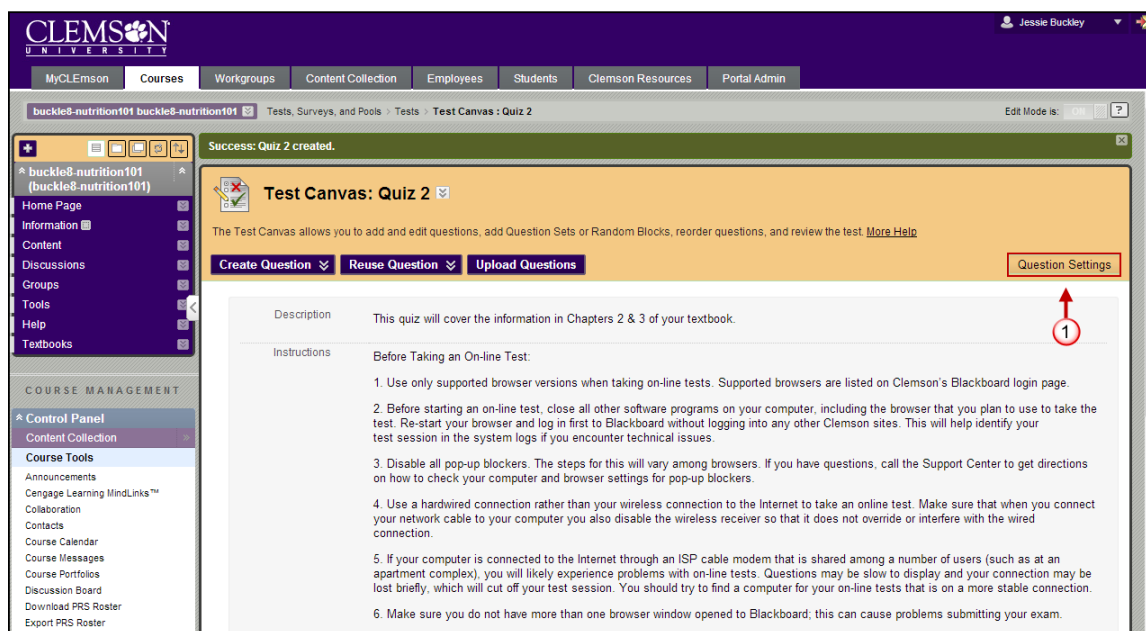 CLEMSON
UNIVERSITY
Jessie Buckley
MyCLEmson Courses Workgroups Content Collection Employees Students Clemson Resources Portal Admin
buckle8-nutrition101 buckle8-nutrition101 Tests, Surveys, and Pools > Tests > Test Canvas : Quiz 2 Edit Mode is: ?
Success: Quiz 2 created.
buckle8-nutrition101
(buckle8-nutrition101)
Home Page
Information
Content
Discussions
Groups
Tools
Help
Textbooks
COURSE MANAGEMENT
Control Panel
Content Collection
Course Tools
Announcements
Cengage Learning MindLinks™
Collaboration
Contacts
Course Calendar
Course Messages
Course Portfolios
Discussion Board
Download PRS Roster
Export PRS Roster
Test Canvas: Quiz 2
The Test Canvas allows you to add and edit questions, add Question Sets or Random Blocks, reorder questions, and review the test. More Help
Create Question Reuse Question Upload Questions Question Settings
1
Description This quiz will cover the information in Chapters 2 & 3 of your textbook.
Instructions Before Taking an On-line Test:
1. Use only supported browser versions when taking on-line tests. Supported browsers are listed on Clemson's Blackboard login page.
2. Before starting an on-line test, close all other software programs on your computer, including the browser that you plan to use to take the
test. Re-start your browser and log in first to Blackboard without logging into any other Clemson sites. This will help identify your
test session in the system logs if you encounter technical issues.
3. Disable all pop-up blockers. The steps for this will vary among browsers. If you have questions, call the Support Center to get directions
on how to check your computer and browser settings for pop-up blockers.
4. Use a hardwired connection rather than your wireless connection to the Internet to take an online test. Make sure that when you connect
your network cable to your computer you also disable the wireless receiver so that it does not override or interfere with the wired
connection.
5. If your computer is connected to the Internet through an ISP cable modem that is shared among a number of users (such as at an
apartment complex), you will likely experience problems with on-line tests. Questions may be slow to display and your connection may be
lost briefly, which will cut off your test session. You should try to find a computer for your on-line tests that is on a more stable connection.
6. Make sure you do not have more than one browser window opened to Blackboard; this can cause problems submitting your exam.